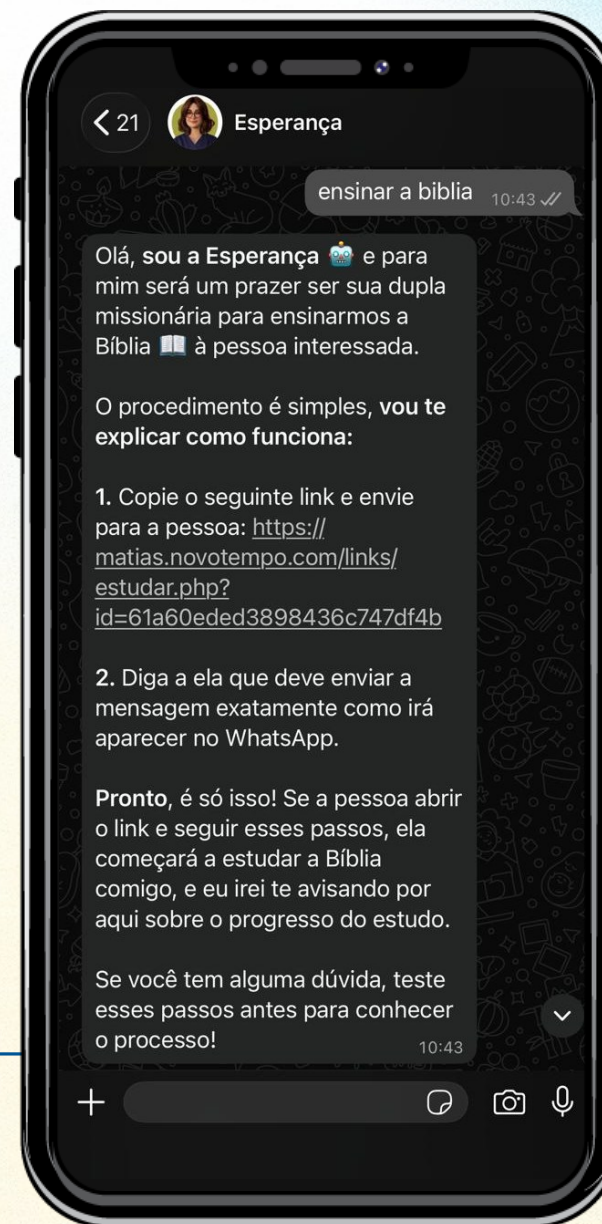 21
Esperança
ensinar a biblia 10:43
Olá, sou a Esperança 🤖 e para
mim será um prazer ser sua dupla
missionária para ensinarmos a
Bíblia 📖 à pessoa interessada.
O procedimento é simples, vou te
explicar como funciona:
1. Copie o seguinte link e envie
para a pessoa: https://
matias.novotempo.com/links/
estudar.php?
id=61a60eded3898436c747df4b
2. Diga a ela que deve enviar a
mensagem exatamente como irá
aparecer no WhatsApp.
Pronto, é só isso! Se a pessoa abrir
o link e seguir esses passos, ela
começará a estudar a Bíblia
comigo, e eu irei te avisando por
aqui sobre o progresso do estudo.
Se você tem alguma dúvida, teste
esses passos antes para conhecer
o processo!
10:43